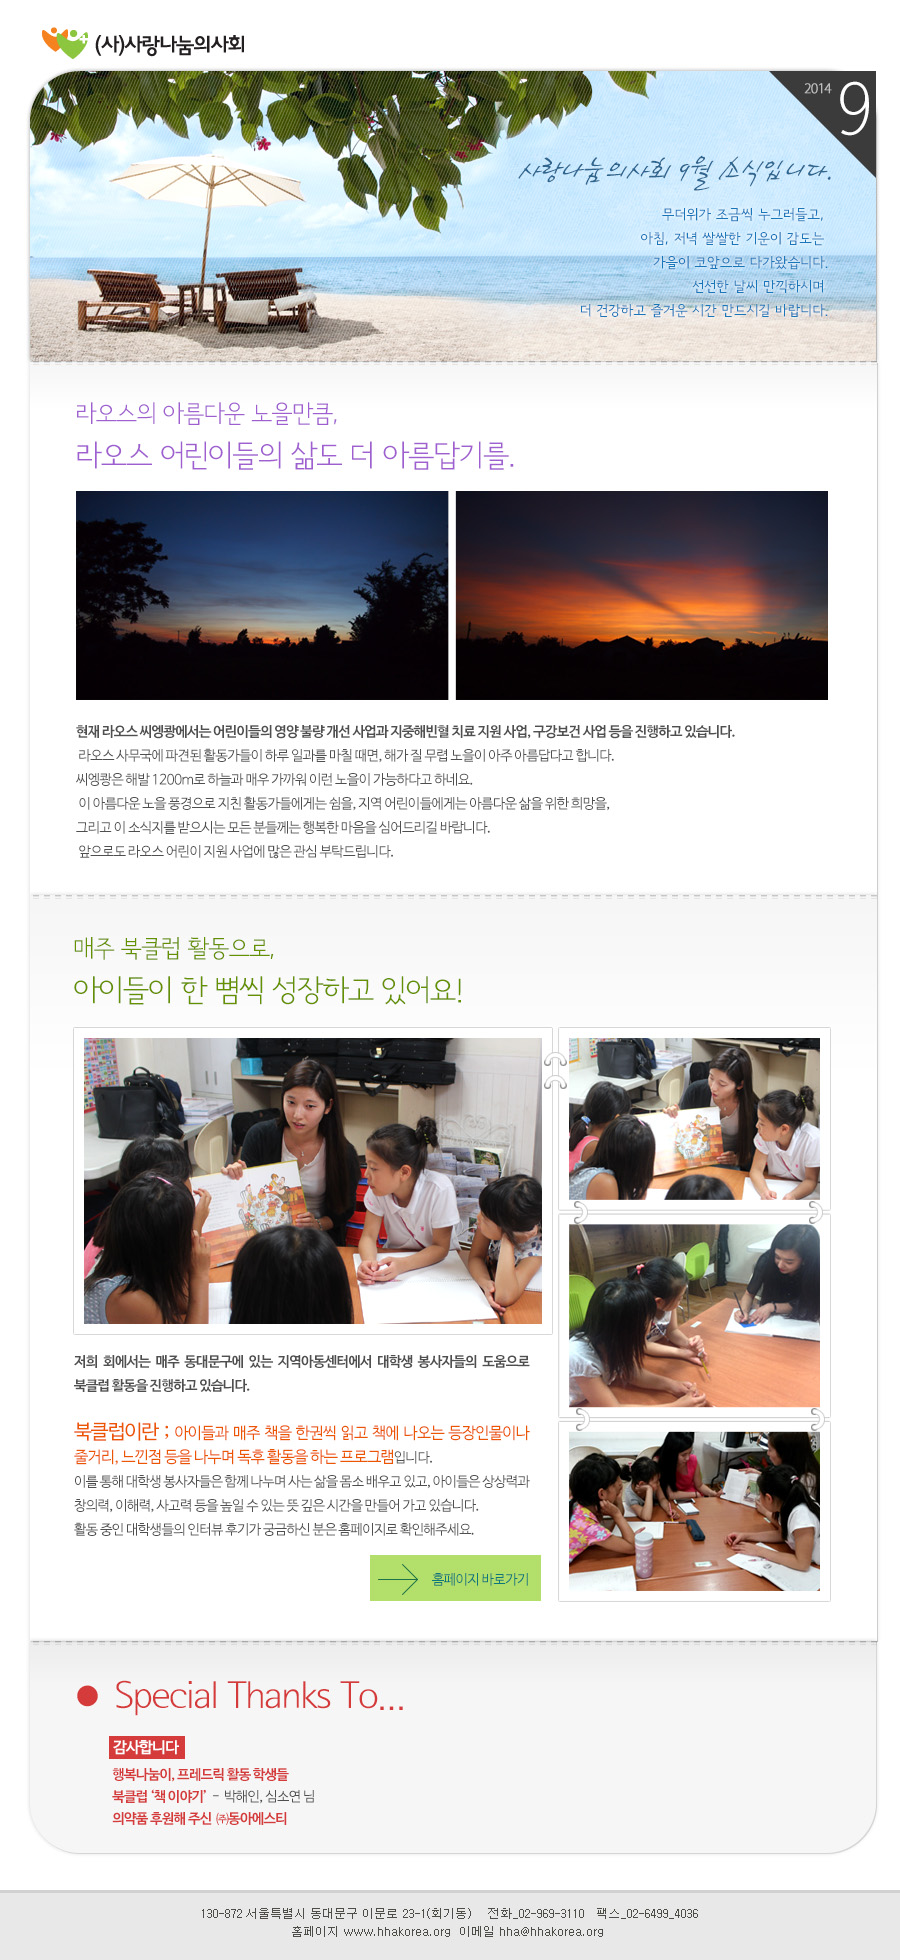 (사)사랑나눔의사회
2014
9
사랑나눔의사회 9월 소식입니다.
무더위가 조금씩 누그러들고,
아침, 저녁 쌀쌀한 기운이 감도는
가을이 코앞으로 다가왔습니다.
선선한 날씨 만끽하시며
더 건강하고 즐거운 시간 만드시길 바랍니다.
라오스의 아름다운 노을만큼,
라오스 어린이들의 삶도 더 아름답기를.
현재 라오스 씨엥쾅에서는 어린이들의 영양 불량 개선 사업과 지중해빈혈 치료 지원 사업, 구강보건 사업 등을 진행하고 있습니다.
라오스 사무국에 파견된 활동가들이 하루 일과를 마칠 때면, 해가 질 무렵 노을이 아주 아름답다고 합니다.
씨엥쾅은 해발 1200m로 하늘과 매우 가까워 이런 노을이 가능하다고 하네요.
이 아름다운 노을 풍경으로 지친 활동가들에게는 쉼을, 지역 어린이들에게는 아름다운 삶을 위한 희망을,
그리고 이 소식지를 받으시는 모든 분들께는 행복한 마음을 심어드리길 바랍니다.
앞으로도 라오스 어린이 지원 사업에 많은 관심 부탁드립니다.
매주 북클럽 활동으로,
아이들이 한 뼘씩 성장하고 있어요!
저희 회에서는 매주 동대문구에 있는 지역아동센터에서 대학생 봉사자들의 도움으로
북클럽 활동을 진행하고 있습니다.
북클럽이란 ; 아이들과 매주 책을 한권씩 읽고 책에 나오는 등장인물이나
줄거리, 느낀점 등을 나누며 독후 활동을 하는 프로그램입니다.
이를 통해 대학생 봉사자들은 함께 나누며 사는 삶을 몸소 배우고 있고, 아이들은 상상력과
창의력, 이해력, 사고력 등을 높일 수 있는 뜻 깊은 시간을 만들어 가고 있습니다.
활동 중인 대학생들의 인터뷰 후기가 궁금하신 분은 홈페이지로 확인해주세요.
홈페이지 바로가기
Special Thanks To...
감사합니다
행복나눔이, 프레드릭 활동 학생들
북클럽 '책 이야기' - 박해인, 심소연 님
의약품 후원해 주신 ㈜동아에스티
130-872 서울특별시 동대문구 이문로 23-1(회기동) 전화_02-969-3110 팩스_02-6499_4036
홈페이지 www.hhakorea.org 이메일 hha@hhakorea.org